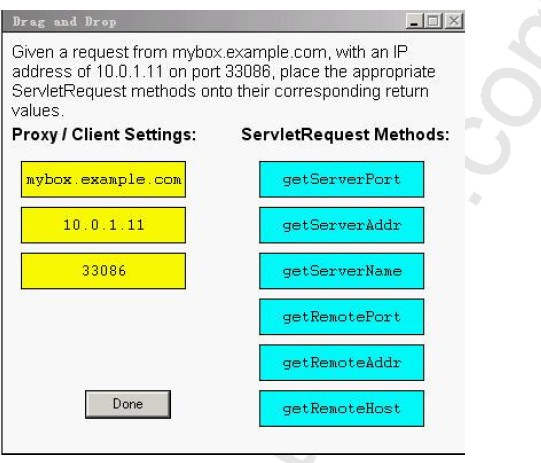 Drag and Drop
Given a request from mybox.example.com, with an IP
address of 10.0.1.11 on port 33086, place the appropriate
ServletRequest methods onto their corresponding return
values.
Proxy / Client Settings: ServletRequest Methods:
mybox.example.com getServerPort
10.0.1.11 getServerAddr
33086 getServerName
getRemotePort
getRemoteAddr
Done getRemoteHost
.com